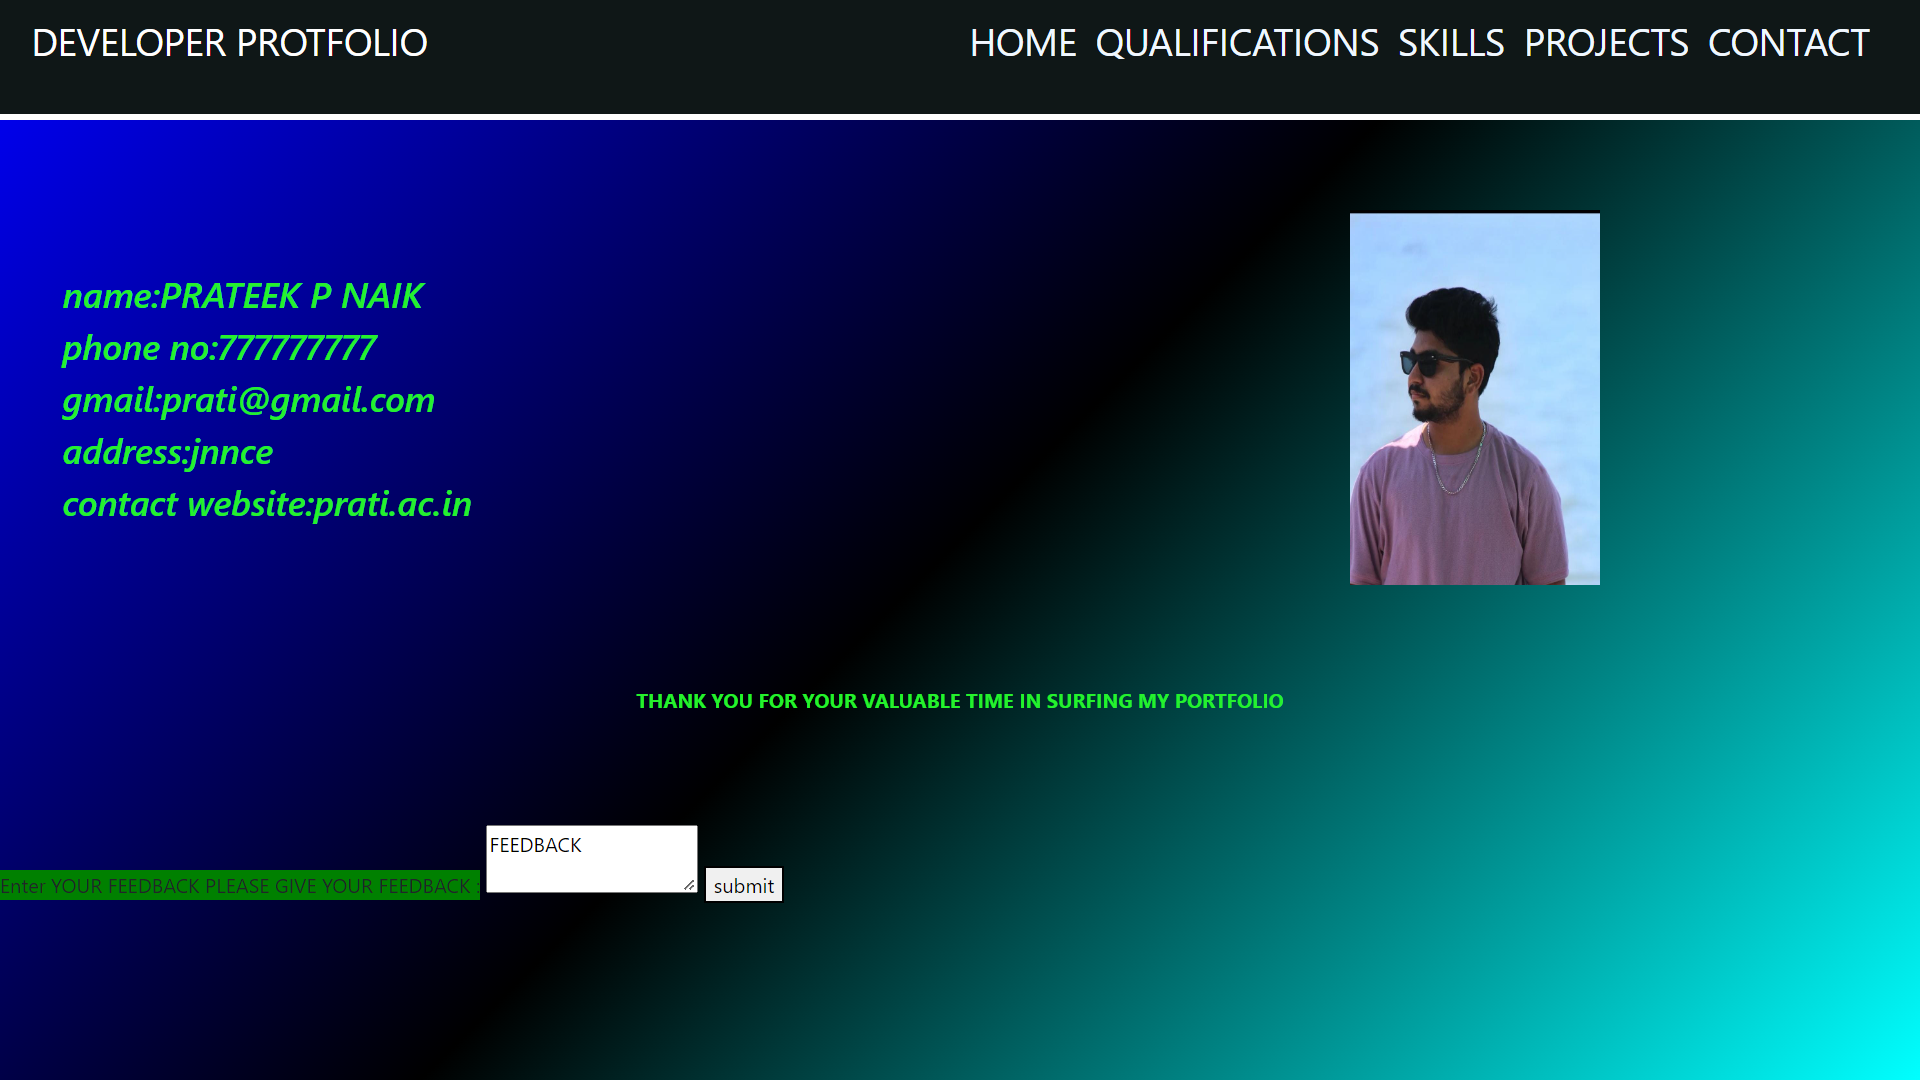 DEVELOPER PROTFOLIO
HOME QUALIFICATIONS SKILLS PROJECTS CONTACT
name:PRATEEK P NAIK
phone no:777777777
gmail:prati@gmail.com
address:jnnce
contact website:prati.ac.in
THANK YOU FOR YOUR VALUABLE TIME IN SURFING MY PORTFOLIO
FEEDBACK
Enter YOUR FEEDBACK PLEASE GIVE YOUR FEEDBACK :
submit